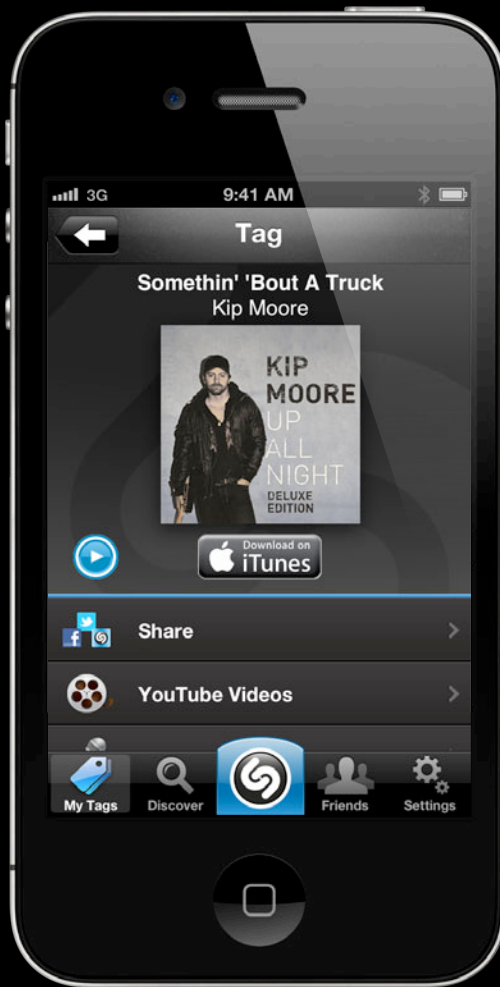 3G 9:41 AM
Tag
Somethin' 'Bout A Truck
Kip Moore
KIP
MOORE
UP
ALL
NIGHT
DELUXE
EDITION
Download on
iTunes
Share
YouTube Videos
My Tags Discover Friends Settings